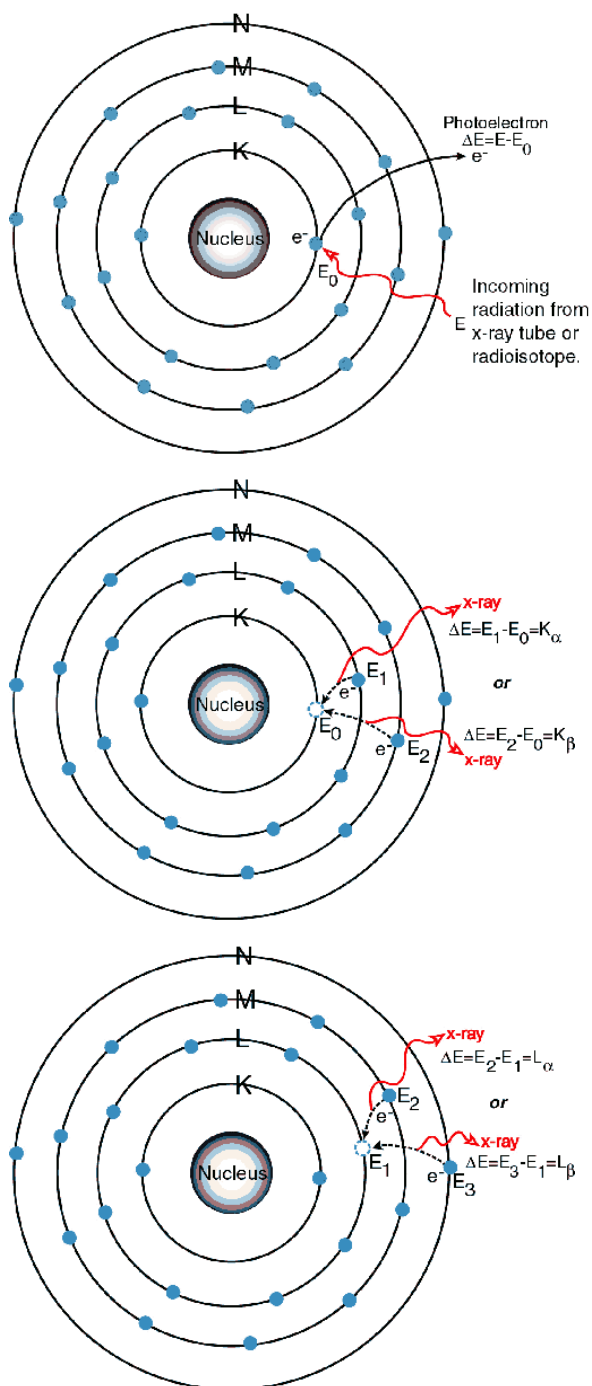 N
M
L
K
Photoelectron
ΔE=E-E₀
e⁻
Nucleus
e⁻
E₀
E
Incoming
radiation from
x-ray tube or
radioisotope.
N
M
L
K
x-ray
ΔE=E₁-E₀=Kα
E₁
e⁻
or
Nucleus
E₀
e⁻
E₂
ΔE=E₂-E₀=Kβ
x-ray
N
M
L
K
x-ray
ΔE=E₂-E₁=Lα
E₂
e⁻
or
E₁
x-ray
Nucleus
e⁻
E₃
ΔE=E₃-E₁=Lβ